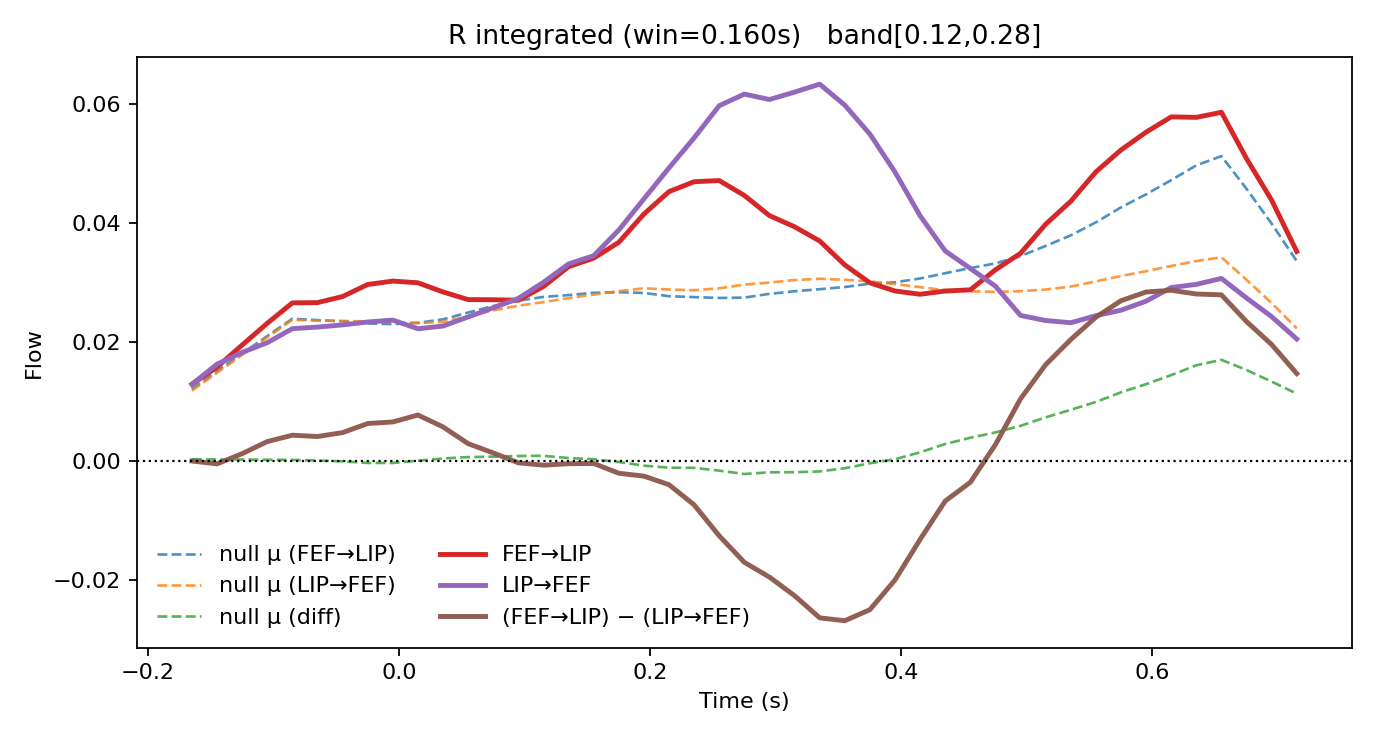 R integrated (win=0.160s)   band[0.12,0.28]
Flow
0.06
0.04
0.02
0.00
−0.02
null μ (FEF→LIP)
null μ (LIP→FEF)
null μ (diff)
FEF→LIP
LIP→FEF
(FEF→LIP) − (LIP→FEF)
−0.2 0.0 0.2 0.4 0.6
Time (s)